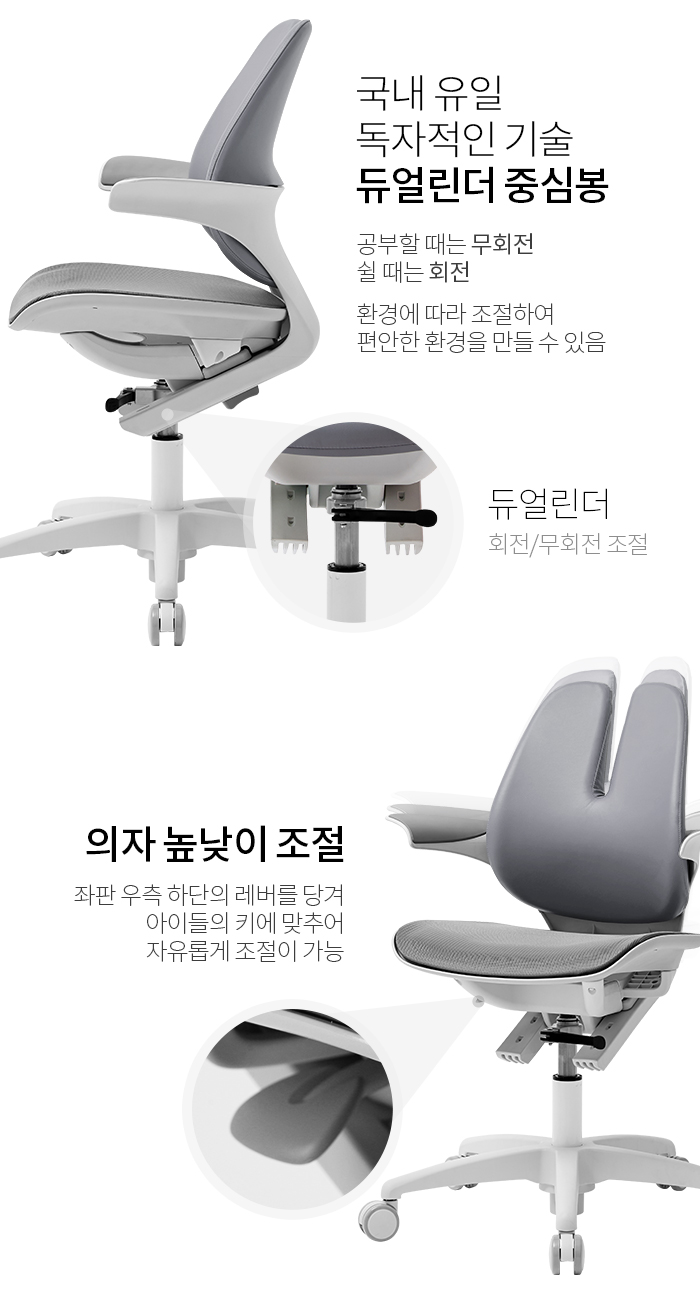 국내 유일
독자적인 기술
듀얼린더 중심봉
공부할 때는 무회전
쉴 때는 회전
환경에 따라 조절하여
편안한 환경을 만들 수 있음
듀얼린더
회전/무회전 조절
의자 높낮이 조절
좌판 우측 하단의 레버를 당겨
아이들의 키에 맞추어
자유롭게 조절이 가능